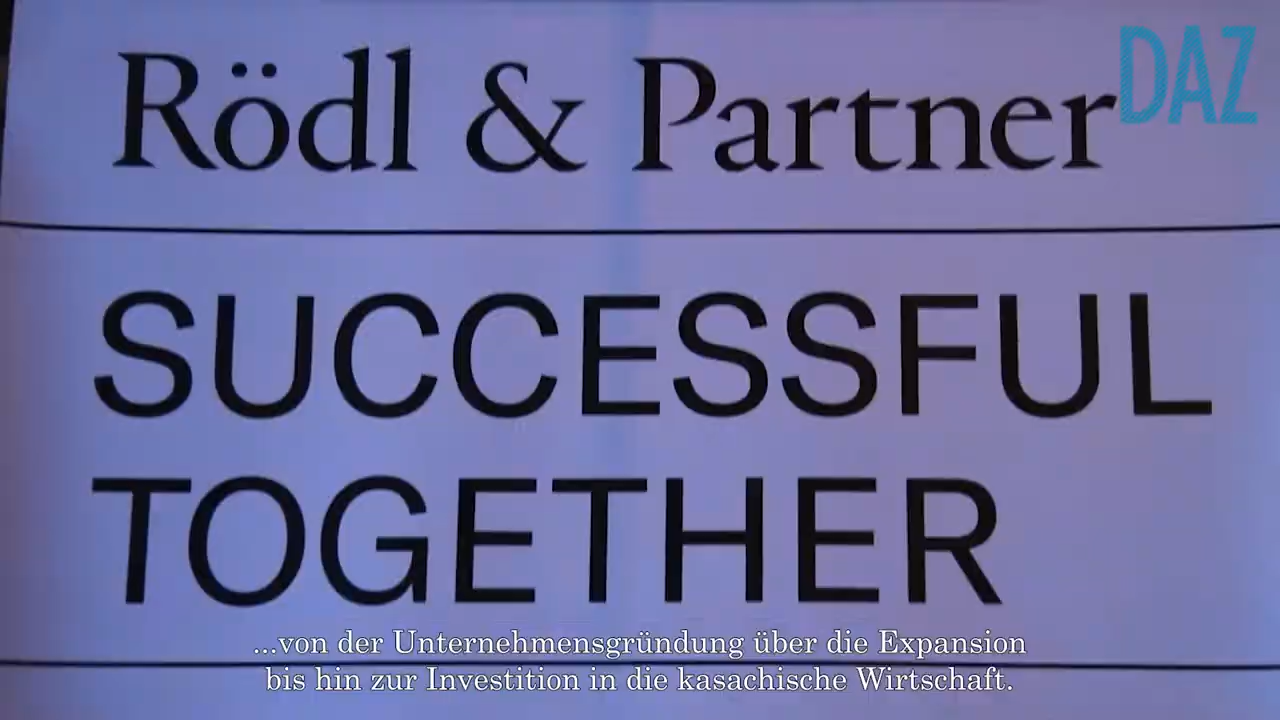 Rödl & Partner
DAZ
SUCCESSFUL
TOGETHER
...von der Unternehmensgründung über die Expansion
bis hin zur Investition in die kasachische Wirtschaft.